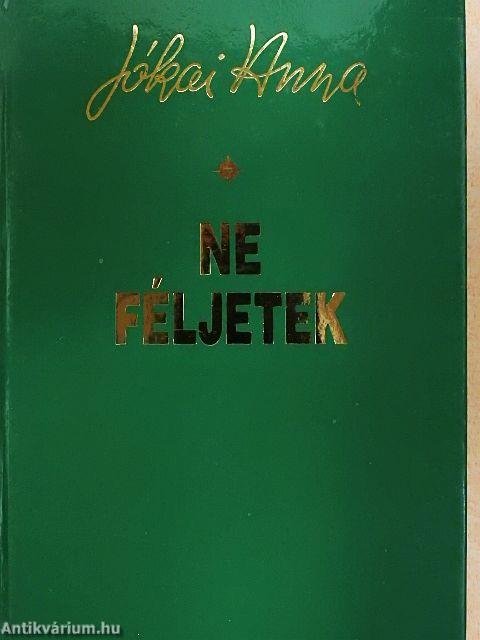 Jókai Anna
NE
FÉLJETEK
Antikvárium.hu